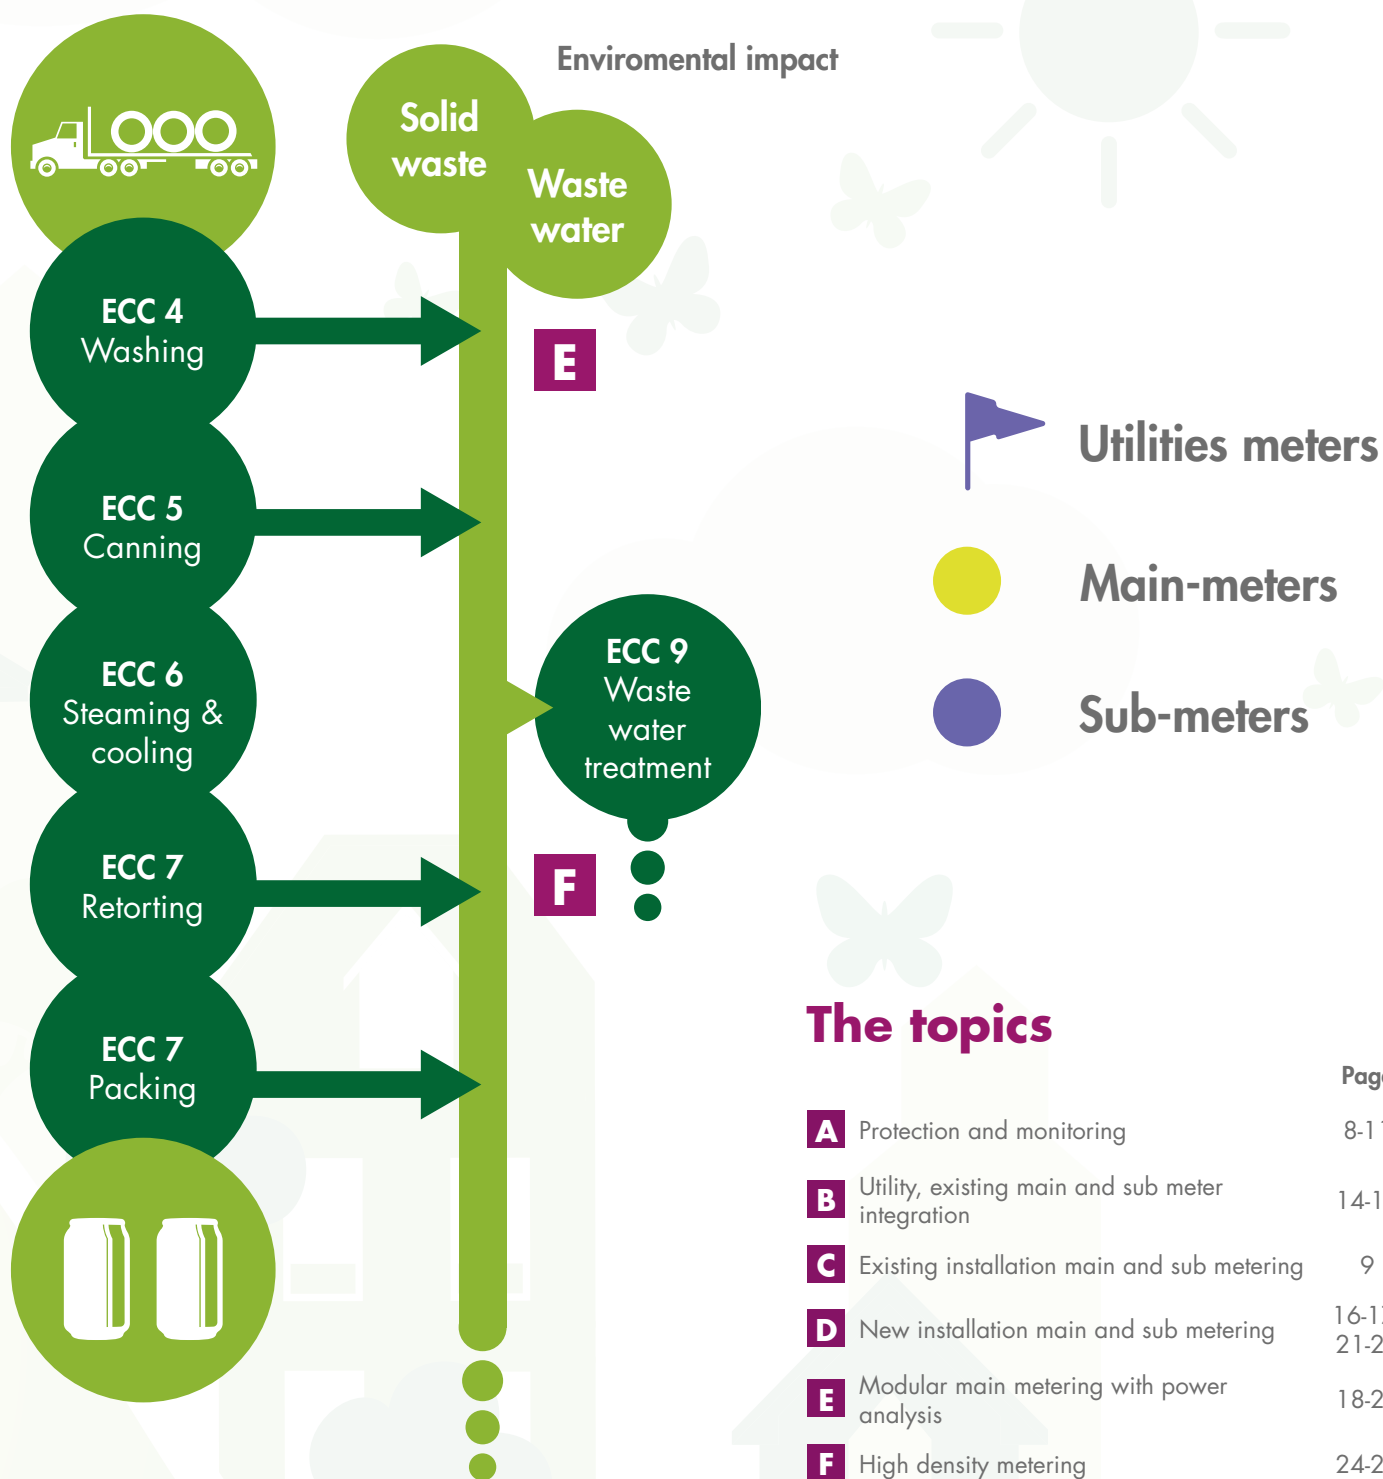 Enviromental impact
Solid
waste
Waste
water
ECC 4
Washing
E
ECC 5
Canning
ECC 6
Steaming &
cooling
ECC 9
Waste
water
treatment
ECC 7
Retorting
F
ECC 7
Packing
Utilities meters
Main-meters
Sub-meters
The topics
A Protection and monitoring
B Utility, existing main and sub meter
integration
C Existing installation main and sub metering 9
D New installation main and sub metering
E Modular main metering with power
analysis
F High density metering